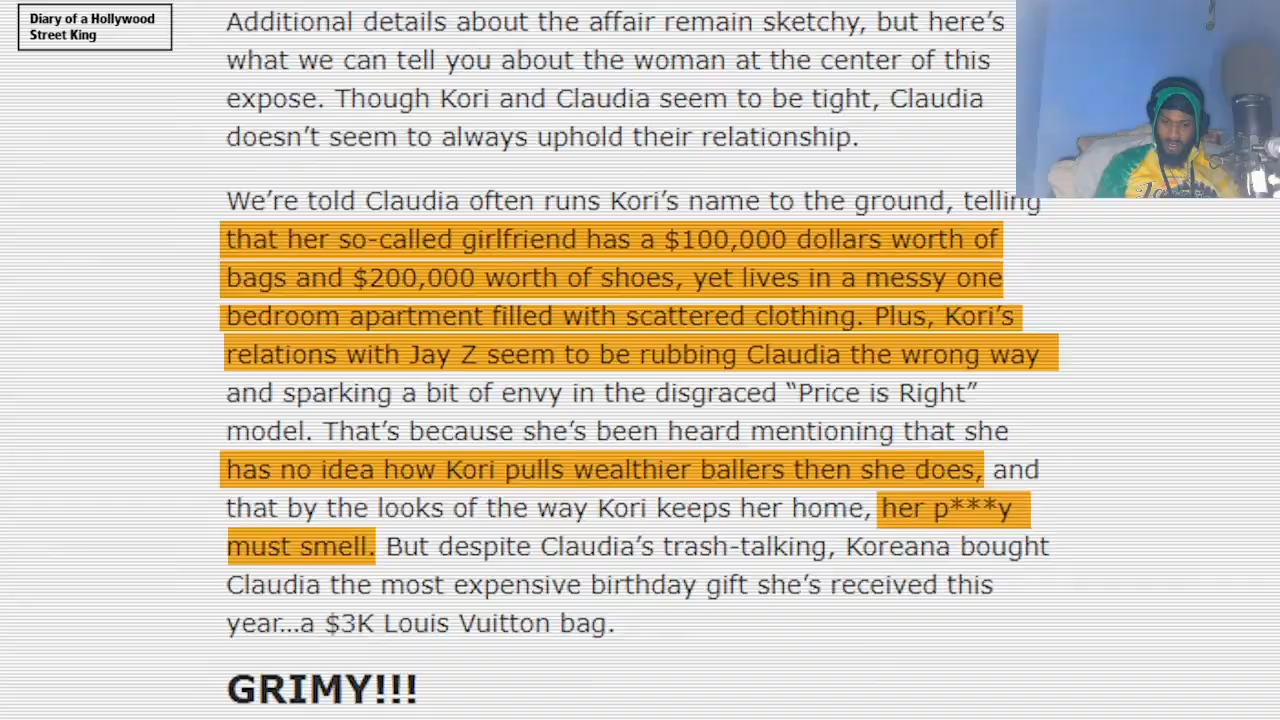 Diary of a Hollywood
Street King
Additional details about the affair remain sketchy, but here’s
what we can tell you about the woman at the center of this
expose. Though Kori and Claudia seem to be tight, Claudia
doesn’t seem to always uphold their relationship.
We’re told Claudia often runs Kori’s name to the ground, telling
that her so-called girlfriend has a $100,000 dollars worth of
bags and $200,000 worth of shoes, yet lives in a messy one
bedroom apartment filled with scattered clothing. Plus, Kori’s
relations with Jay Z seem to be rubbing Claudia the wrong way
and sparking a bit of envy in the disgraced “Price is Right”
model. That’s because she’s been heard mentioning that she
has no idea how Kori pulls wealthier ballers then she does, and
that by the looks of the way Kori keeps her home, her p***y
must smell. But despite Claudia’s trash-talking, Koreana bought
Claudia the most expensive birthday gift she’s received this
year…a $3K Louis Vuitton bag.
GRIMY!!!